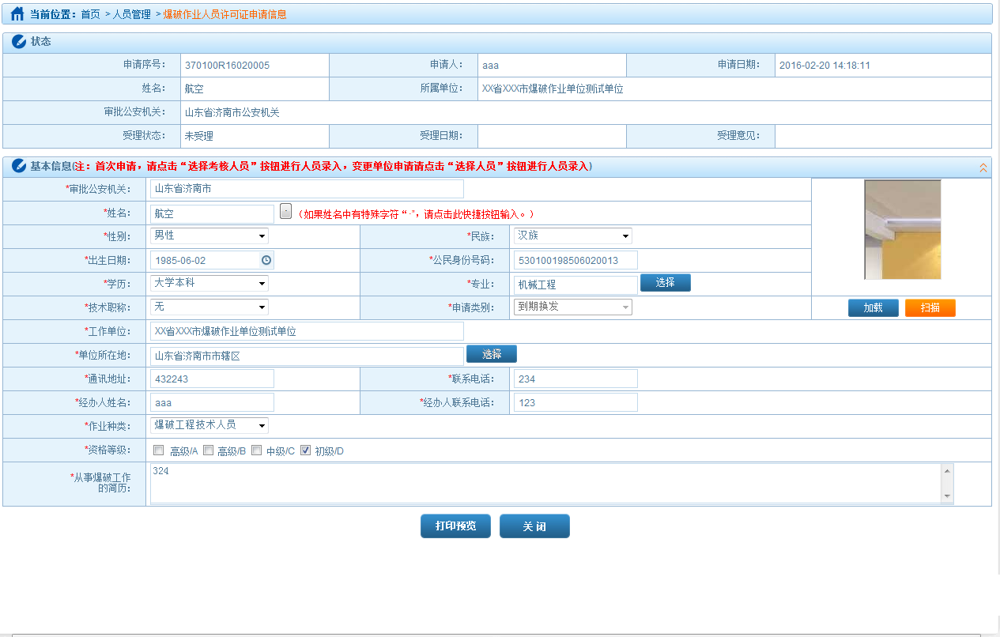 当前位置：首页 > 人员管理 > 爆破作业人员许可证申请信息
状态
申请序号： 370100R16020005 申请人： aaa 申请日期： 2016-02-20 14:18:11
姓名： 航空 所属单位： XX省XXX市爆破作业单位测试单位
审批公安机关： 山东省济南市公安机关
受理状态： 未受理 受理日期： 受理意见：
基本信息(注：首次申请，请点击“选择考核人员”按钮进行人员录入，变更单位申请请点击“选择人员”按钮进行人员录入)
*审批公安机关： 山东省济南市
*姓名： 航空 · （如果姓名中有特殊字符“·”，请点击此快捷按钮输入。）
*性别： 男性 *民族： 汉族
*出生日期： 1985-06-02 *公民身份号码： 530100198506020013
*学历： 大学本科 *专业： 机械工程 选择
*技术职称： 无 *申请类别： 到期换发 加载 扫描
*工作单位： XX省XXX市爆破作业单位测试单位
*单位所在地： 山东省济南市市辖区 选择
*通讯地址： 432243 *联系电话： 234
*经办人姓名： aaa *经办人联系电话： 123
*作业种类： 爆破工程技术人员
*资格等级： 高级/A 高级/B 中级/C 初级/D
*从事爆破工作
的简历： 324
打印预览 关 闭